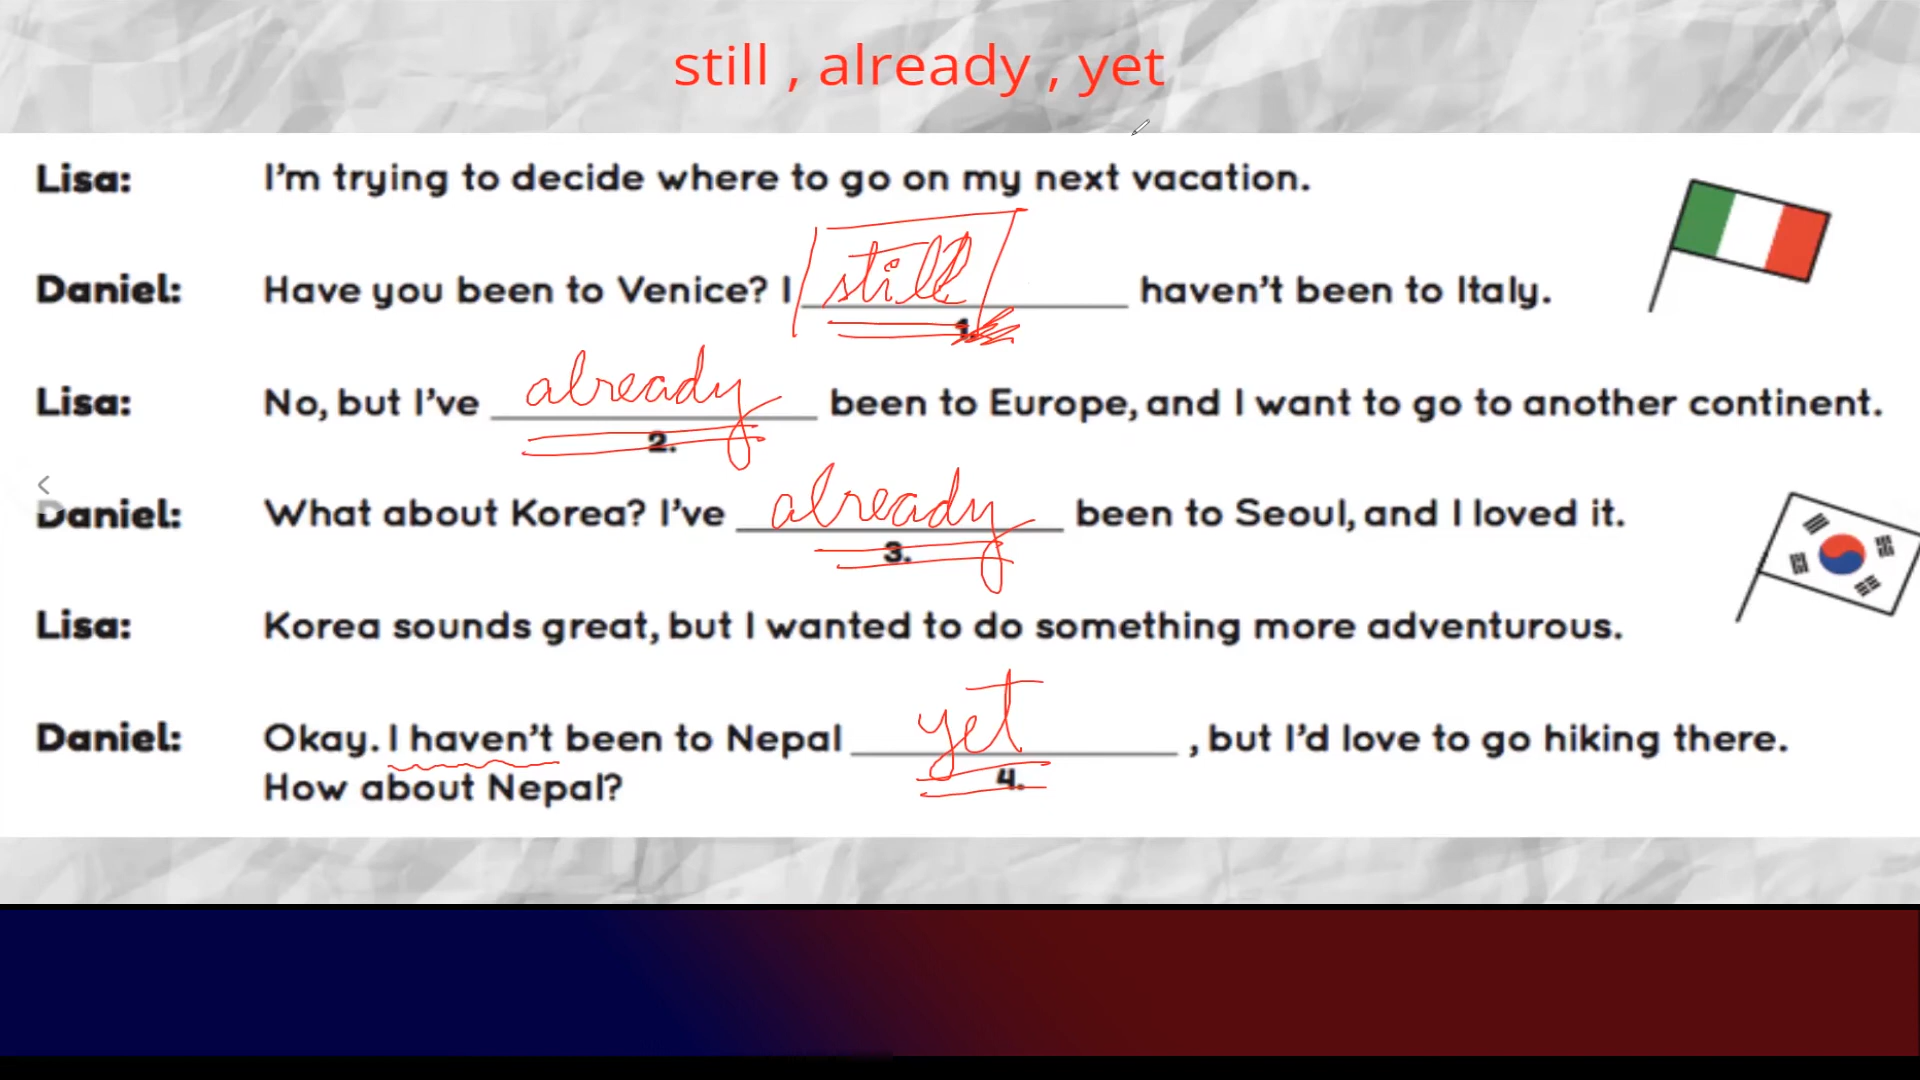 still , already , yet
Lisa: I'm trying to decide where to go on my next vacation.
Daniel: Have you been to Venice? I still haven't been to Italy.
1.
Lisa: No, but I've already been to Europe, and I want to go to another continent.
2.
Daniel: What about Korea? I've already been to Seoul, and I loved it.
3.
Lisa: Korea sounds great, but I wanted to do something more adventurous.
Daniel: Okay. I haven't been to Nepal yet , but I'd love to go hiking there.
4.
How about Nepal?